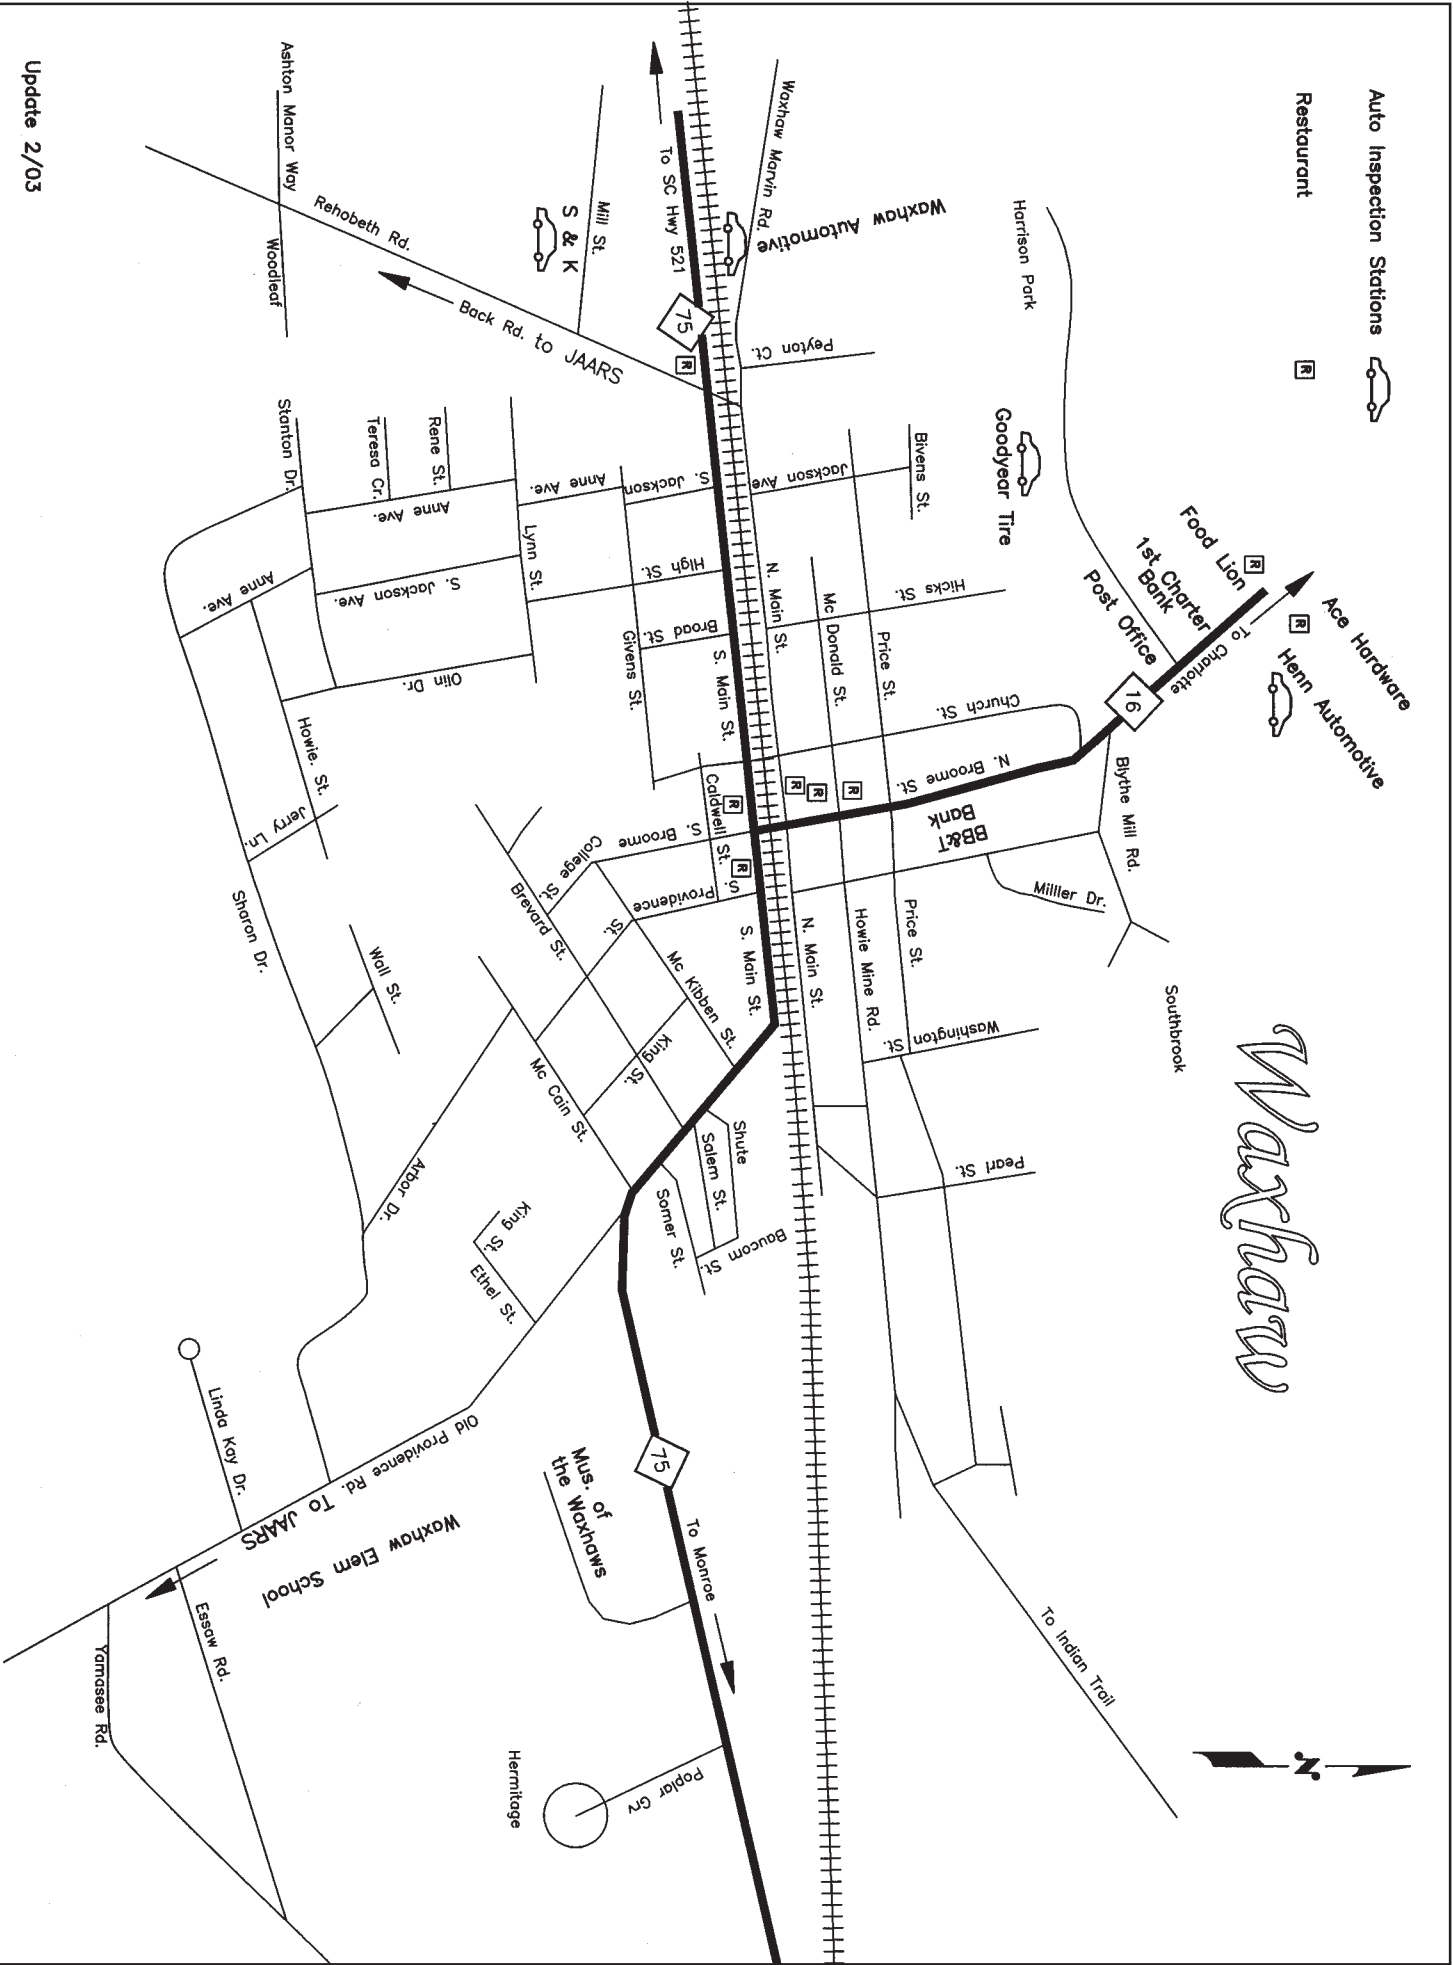 Auto Inspection Stations
Restaurant
R
Waxhaw
N
Update 2/03
Ashton Manor Way
Woodleaf
Rehobeth Rd.
Back Rd. to JAARS
Mill St.
S & K
To SC Hwy 521
75
R
Waxhaw Marvin Rd.
Waxhaw Automotive
Harrison Park
Peyton Ct.
Goodyear Tire
Bivens St.
Jackson Ave
S. Jackson
Anne Ave.
Rene St.
Teresa Cr.
Stanton Dr.
Anne Ave.
Lynn St.
S. Jackson Ave.
Anne Ave.
High St.
Broad St.
Givens St.
S. Main St.
N. Main St.
Mc Donald St.
Price St.
Hicks St.
Church St.
N. Broome St.
Olin Dr.
Howie. St.
Jerry Ln.
Sharon Dr.
Wall St.
Food Lion
R
1st Charter
Bank
Post Office
To Charlotte
R
Ace Hardware
Henn Automotive
16
Blythe Mill Rd.
BB&T
Bank
Milller Dr.
Southbrook
R
R
R
R
R
Caldwell St.
S. Broome
College St.
Brevard St.
S.
Providence
St.
Mc Kibben St.
S. Main St.
N. Main St.
Howie Mine Rd.
Price St.
Washington St.
Pearl St.
King St.
Mc Cain St.
Arbor Dr.
Shute
Salem St.
Somer St.
Baucom St.
King St.
Ethel St.
Linda Kay Dr.
Old Providence Rd.
To JAARS
Waxhaw Elem School
Mus. of
the Waxhaws
75
To Monroe
To Indian Trail
Essaw Rd.
Yamasee Rd.
Hermitage
Poplar Grv